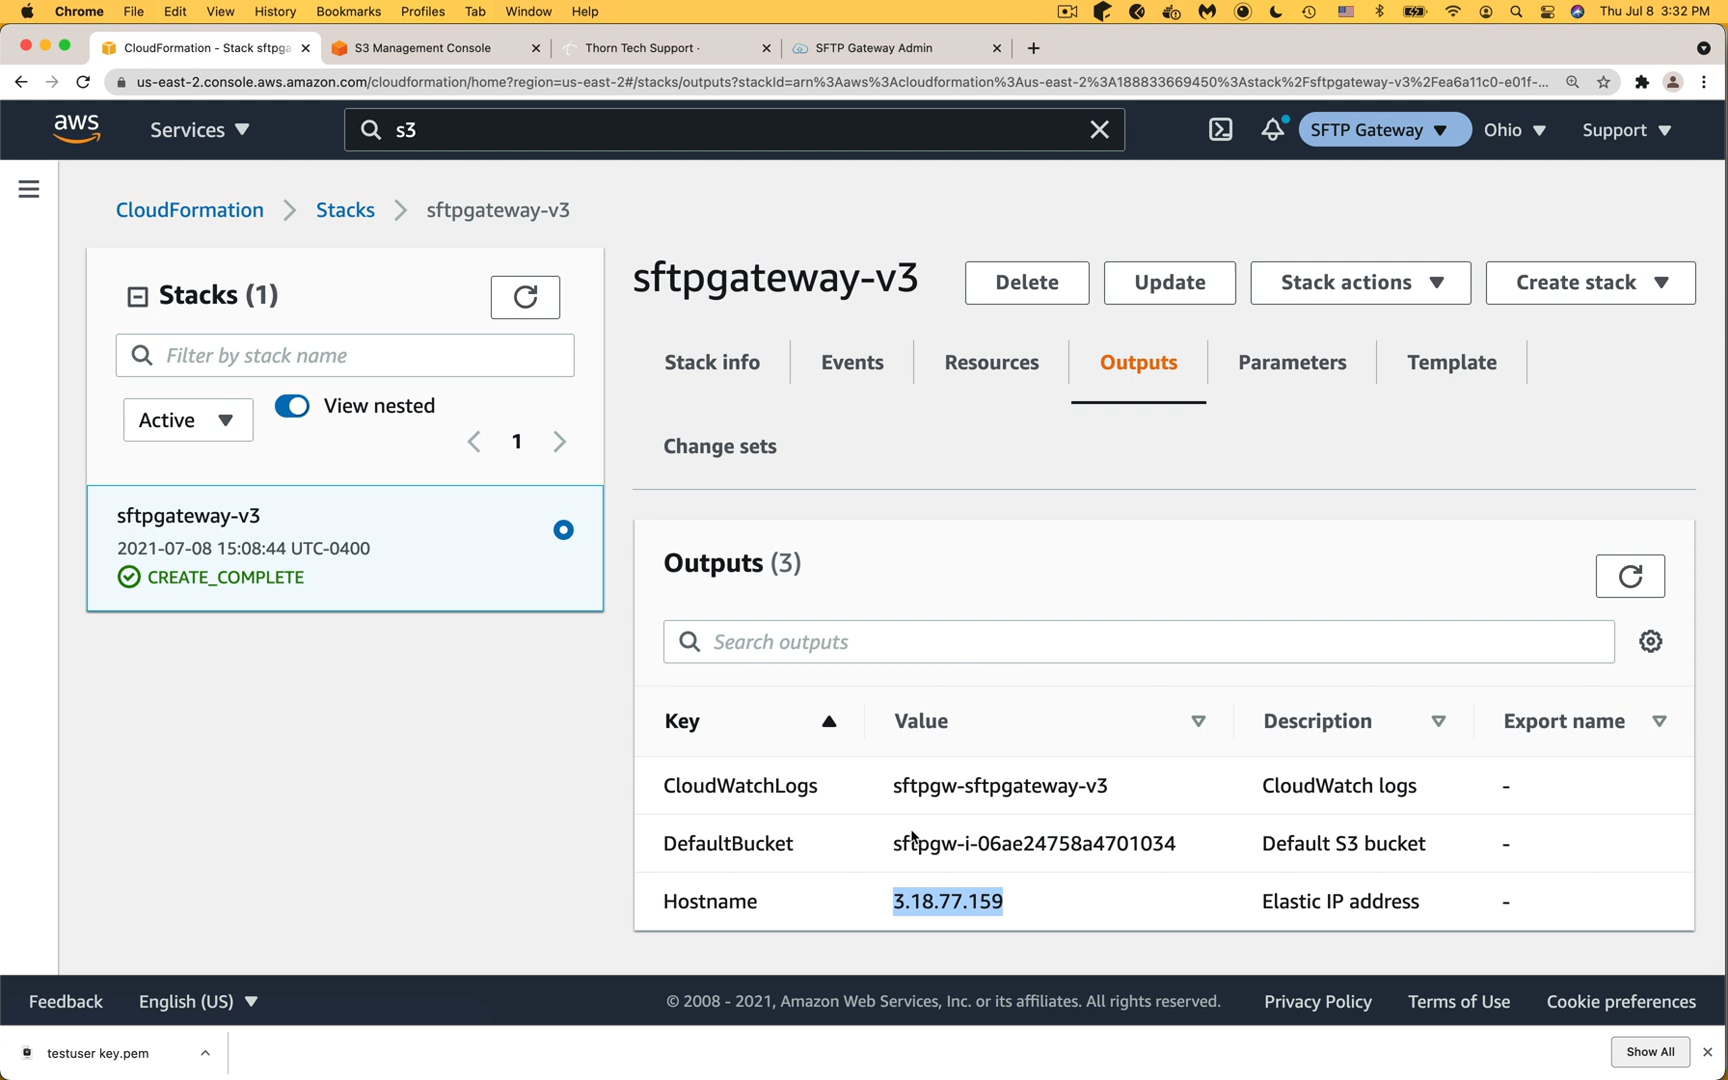 Chrome File Edit View History Bookmarks Profiles Tab Window Help Thu Jul 8 3:32 PM
CloudFormation - Stack sftpga S3 Management Console Thorn Tech Support · SFTP Gateway Admin
us-east-2.console.aws.amazon.com/cloudformation/home?region=us-east-2#/stacks/outputs?stackId=arn%3Aaws%3Acloudformation%3Aus-east-2%3A188833669450%3Astack%2Fsftpgateway-v3%2Fea6a11c0-e01f-...
aws Services s3 SFTP Gateway Ohio Support
CloudFormation Stacks sftpgateway-v3
Stacks (1)
Filter by stack name
Active View nested
1
sftpgateway-v3
2021-07-08 15:08:44 UTC-0400
CREATE_COMPLETE
sftpgateway-v3 Delete Update Stack actions Create stack
Stack info Events Resources Outputs Parameters Template
Change sets
Outputs (3)
Search outputs
Key Value Description Export name
CloudWatchLogs sftpgw-sftpgateway-v3 CloudWatch logs -
DefaultBucket sftpgw-i-06ae24758a4701034 Default S3 bucket -
Hostname 3.18.77.159 Elastic IP address -
Feedback English (US) © 2008 - 2021, Amazon Web Services, Inc. or its affiliates. All rights reserved. Privacy Policy Terms of Use Cookie preferences
testuser key.pem Show All